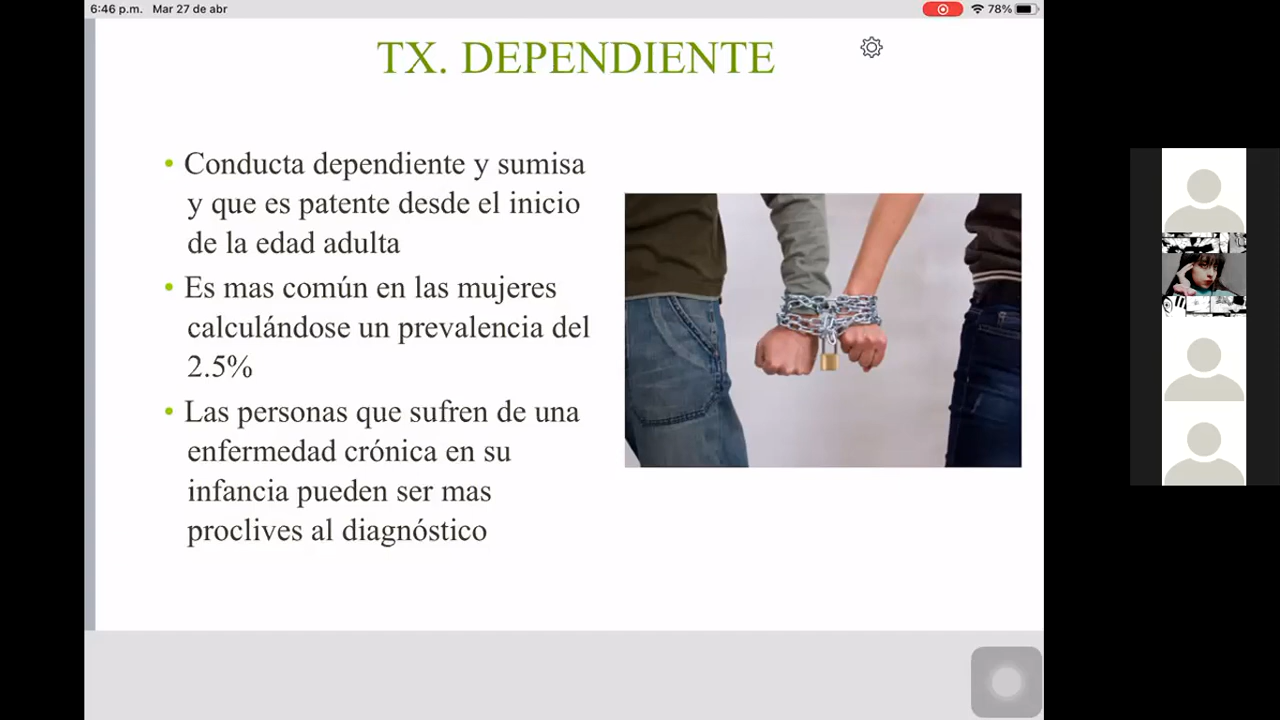 6:46 p.m. Mar 27 de abr
78%
TX. DEPENDIENTE
• Conducta dependiente y sumisa
y que es patente desde el inicio
de la edad adulta
• Es mas común en las mujeres
calculándose un prevalencia del
2.5%
• Las personas que sufren de una
enfermedad crónica en su
infancia pueden ser mas
proclives al diagnóstico